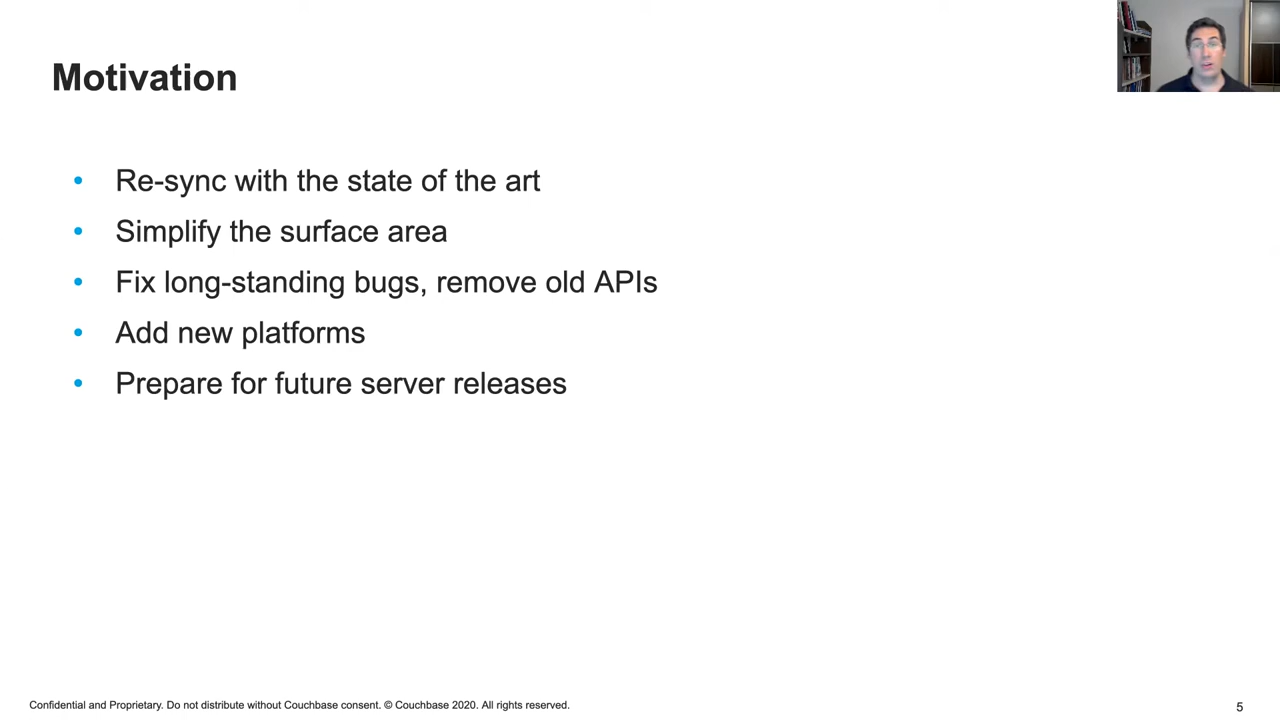 Motivation
• Re-sync with the state of the art
• Simplify the surface area
• Fix long-standing bugs, remove old APIs
• Add new platforms
• Prepare for future server releases
Confidential and Proprietary. Do not distribute without Couchbase consent. © Couchbase 2020. All rights reserved.
5